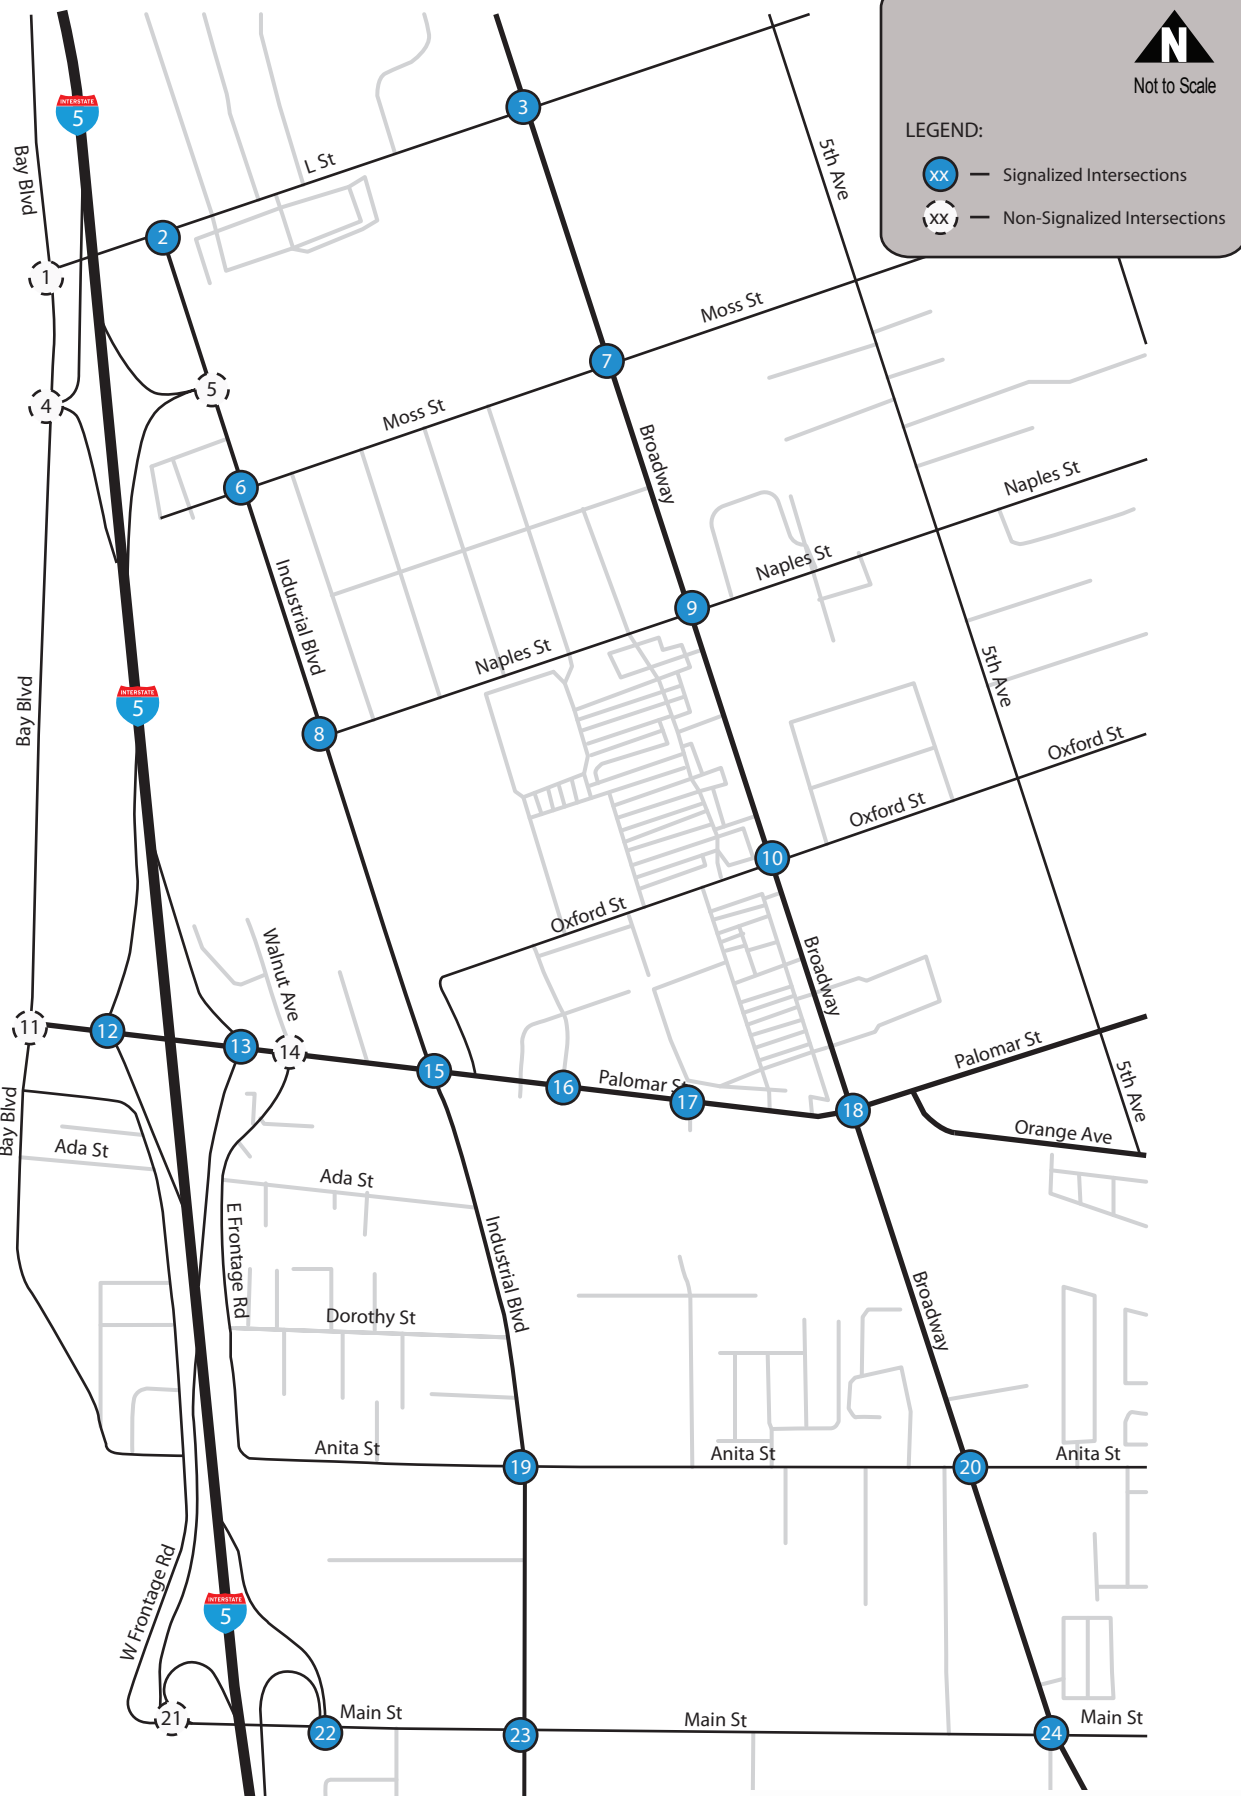 N
Not to Scale
LEGEND:
xx — Signalized Intersections
xx — Non-Signalized Intersections
3
INTERSTATE
5
Bay Blvd
L St
5th Ave
2
1
Moss St
7
5
4
Moss St
Broadway
6
Naples St
Naples St
Industrial Blvd
9
Naples St
5th Ave
INTERSTATE
5
Bay Blvd
8
Oxford St
Oxford St
10
Oxford St
Walnut Ave
Broadway
11
12
13
14
15
16
Palomar St
17
18
Palomar St
5th Ave
Orange Ave
Bay Blvd
Ada St
Ada St
E Frontage Rd
Industrial Blvd
Dorothy St
Broadway
Anita St
19
Anita St
20
Anita St
W Frontage Rd
INTERSTATE
5
21
22
Main St
23
Main St
24
Main St